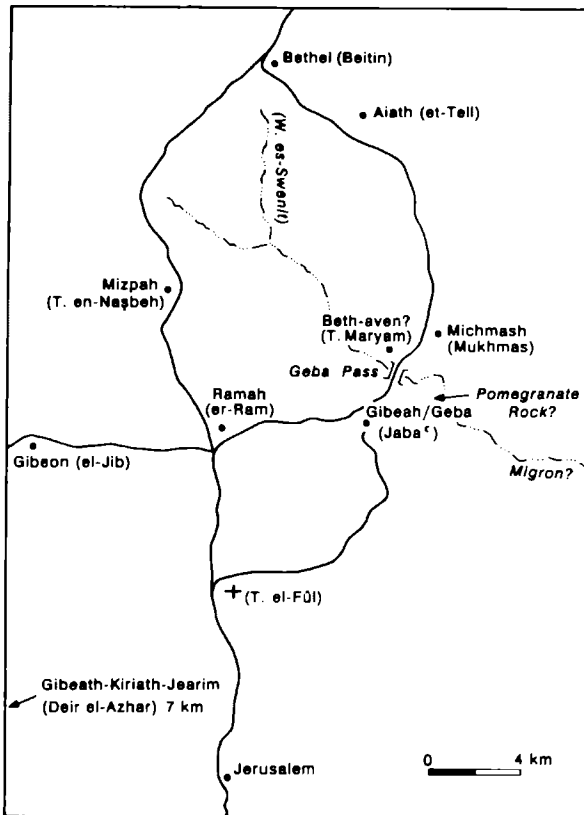 Bethel (Beitin)
Aiath (et-Tell)
(W. es-Swenit)
Mizpah
(T. en-Naṣbeh)
Beth-aven?
(T. Maryam)
Michmash
(Mukhmas)
Geba Pass
Ramah
(er-Ram)
Pomegranate
Rock?
Gibeah/Geba
(Jabaᶜ)
Gibeon (el-Jib)
Migron?
(T. el-Fûl)
Gibeath-Kiriath-Jearim
(Deir el-Azhar) 7 km
0 4 km
Jerusalem